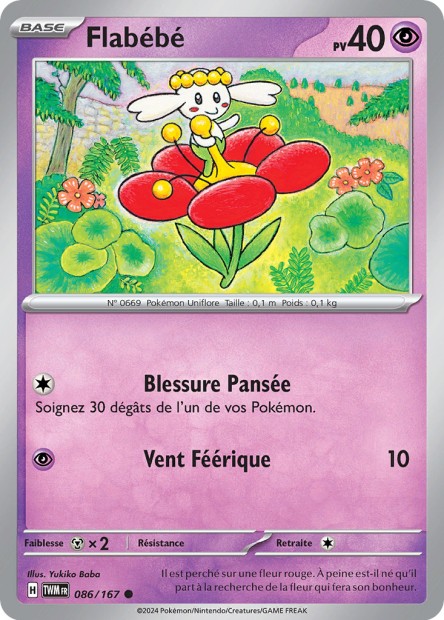 BASE
Flabébé
PV 40
N° 0669 Pokémon Uniflore Taille : 0,1 m Poids : 0,1 kg
Blessure Pansée
Soignez 30 dégâts de l'un de vos Pokémon.
Vent Féérique 10
Faiblesse ×2 Résistance Retraite
Illus. Yukiko Baba
H TWM FR 086/167
Il est perché sur une fleur rouge. À peine est-il né qu'il
part à la recherche de la fleur qui fera son bonheur.
©2024 Pokémon/Nintendo/Creatures/GAME FREAK